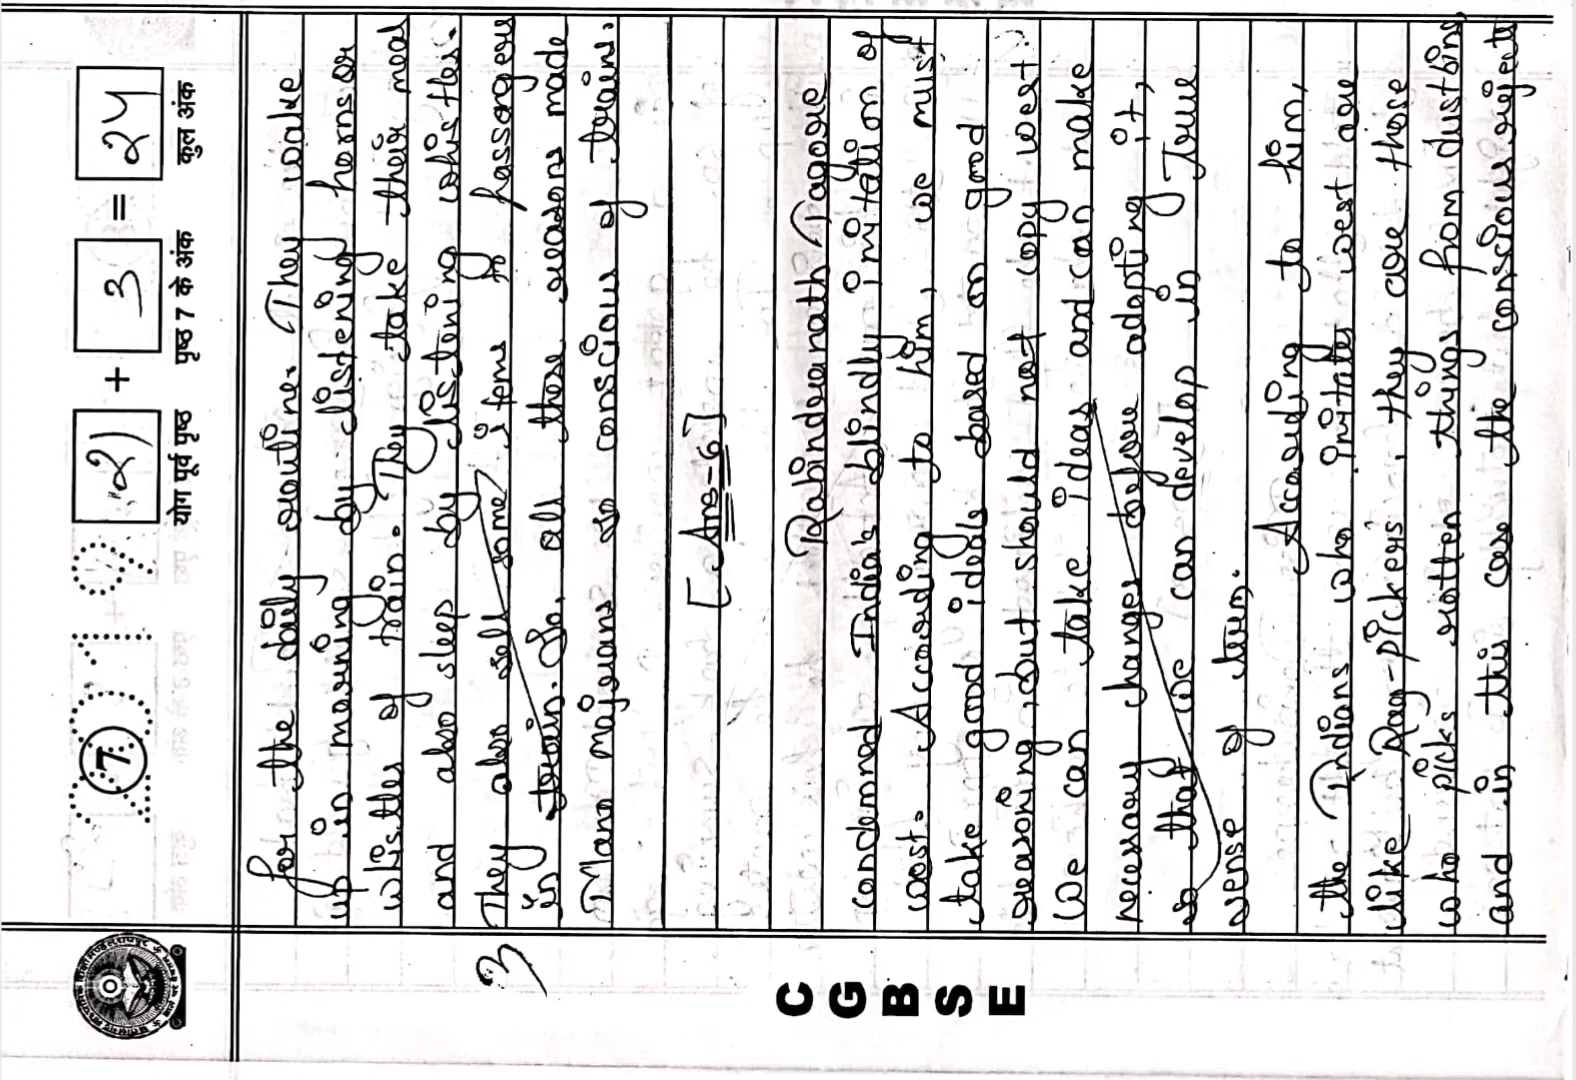 7
21 + 3 = 24
योग पूर्व पृष्ठ पृष्ठ 7 के अंक कुल अंक
for the daily routine. They wake
up in morning by listening horns or
whistles of train. They take their meal
and also sleep by listening whistles.
They also sell some items to passengers
in train. So, all these reasons made
Mano majrans so conscious of trains.
3
[Ans-6]
Rabindranath Tagore
condemned India's blindly imitation of
west. According to him, we must
take good ideals based on good
reasoning, but should not copy west.
We can take ideas and can make
necessary changes before adopting it,
so that we can develop in True
sense of term.
According to him,
the Indians who imitates west are
like Rag-pickers, they are those
who picks rotten things from dustbins
and in this case the conscious rejects
CGBSE